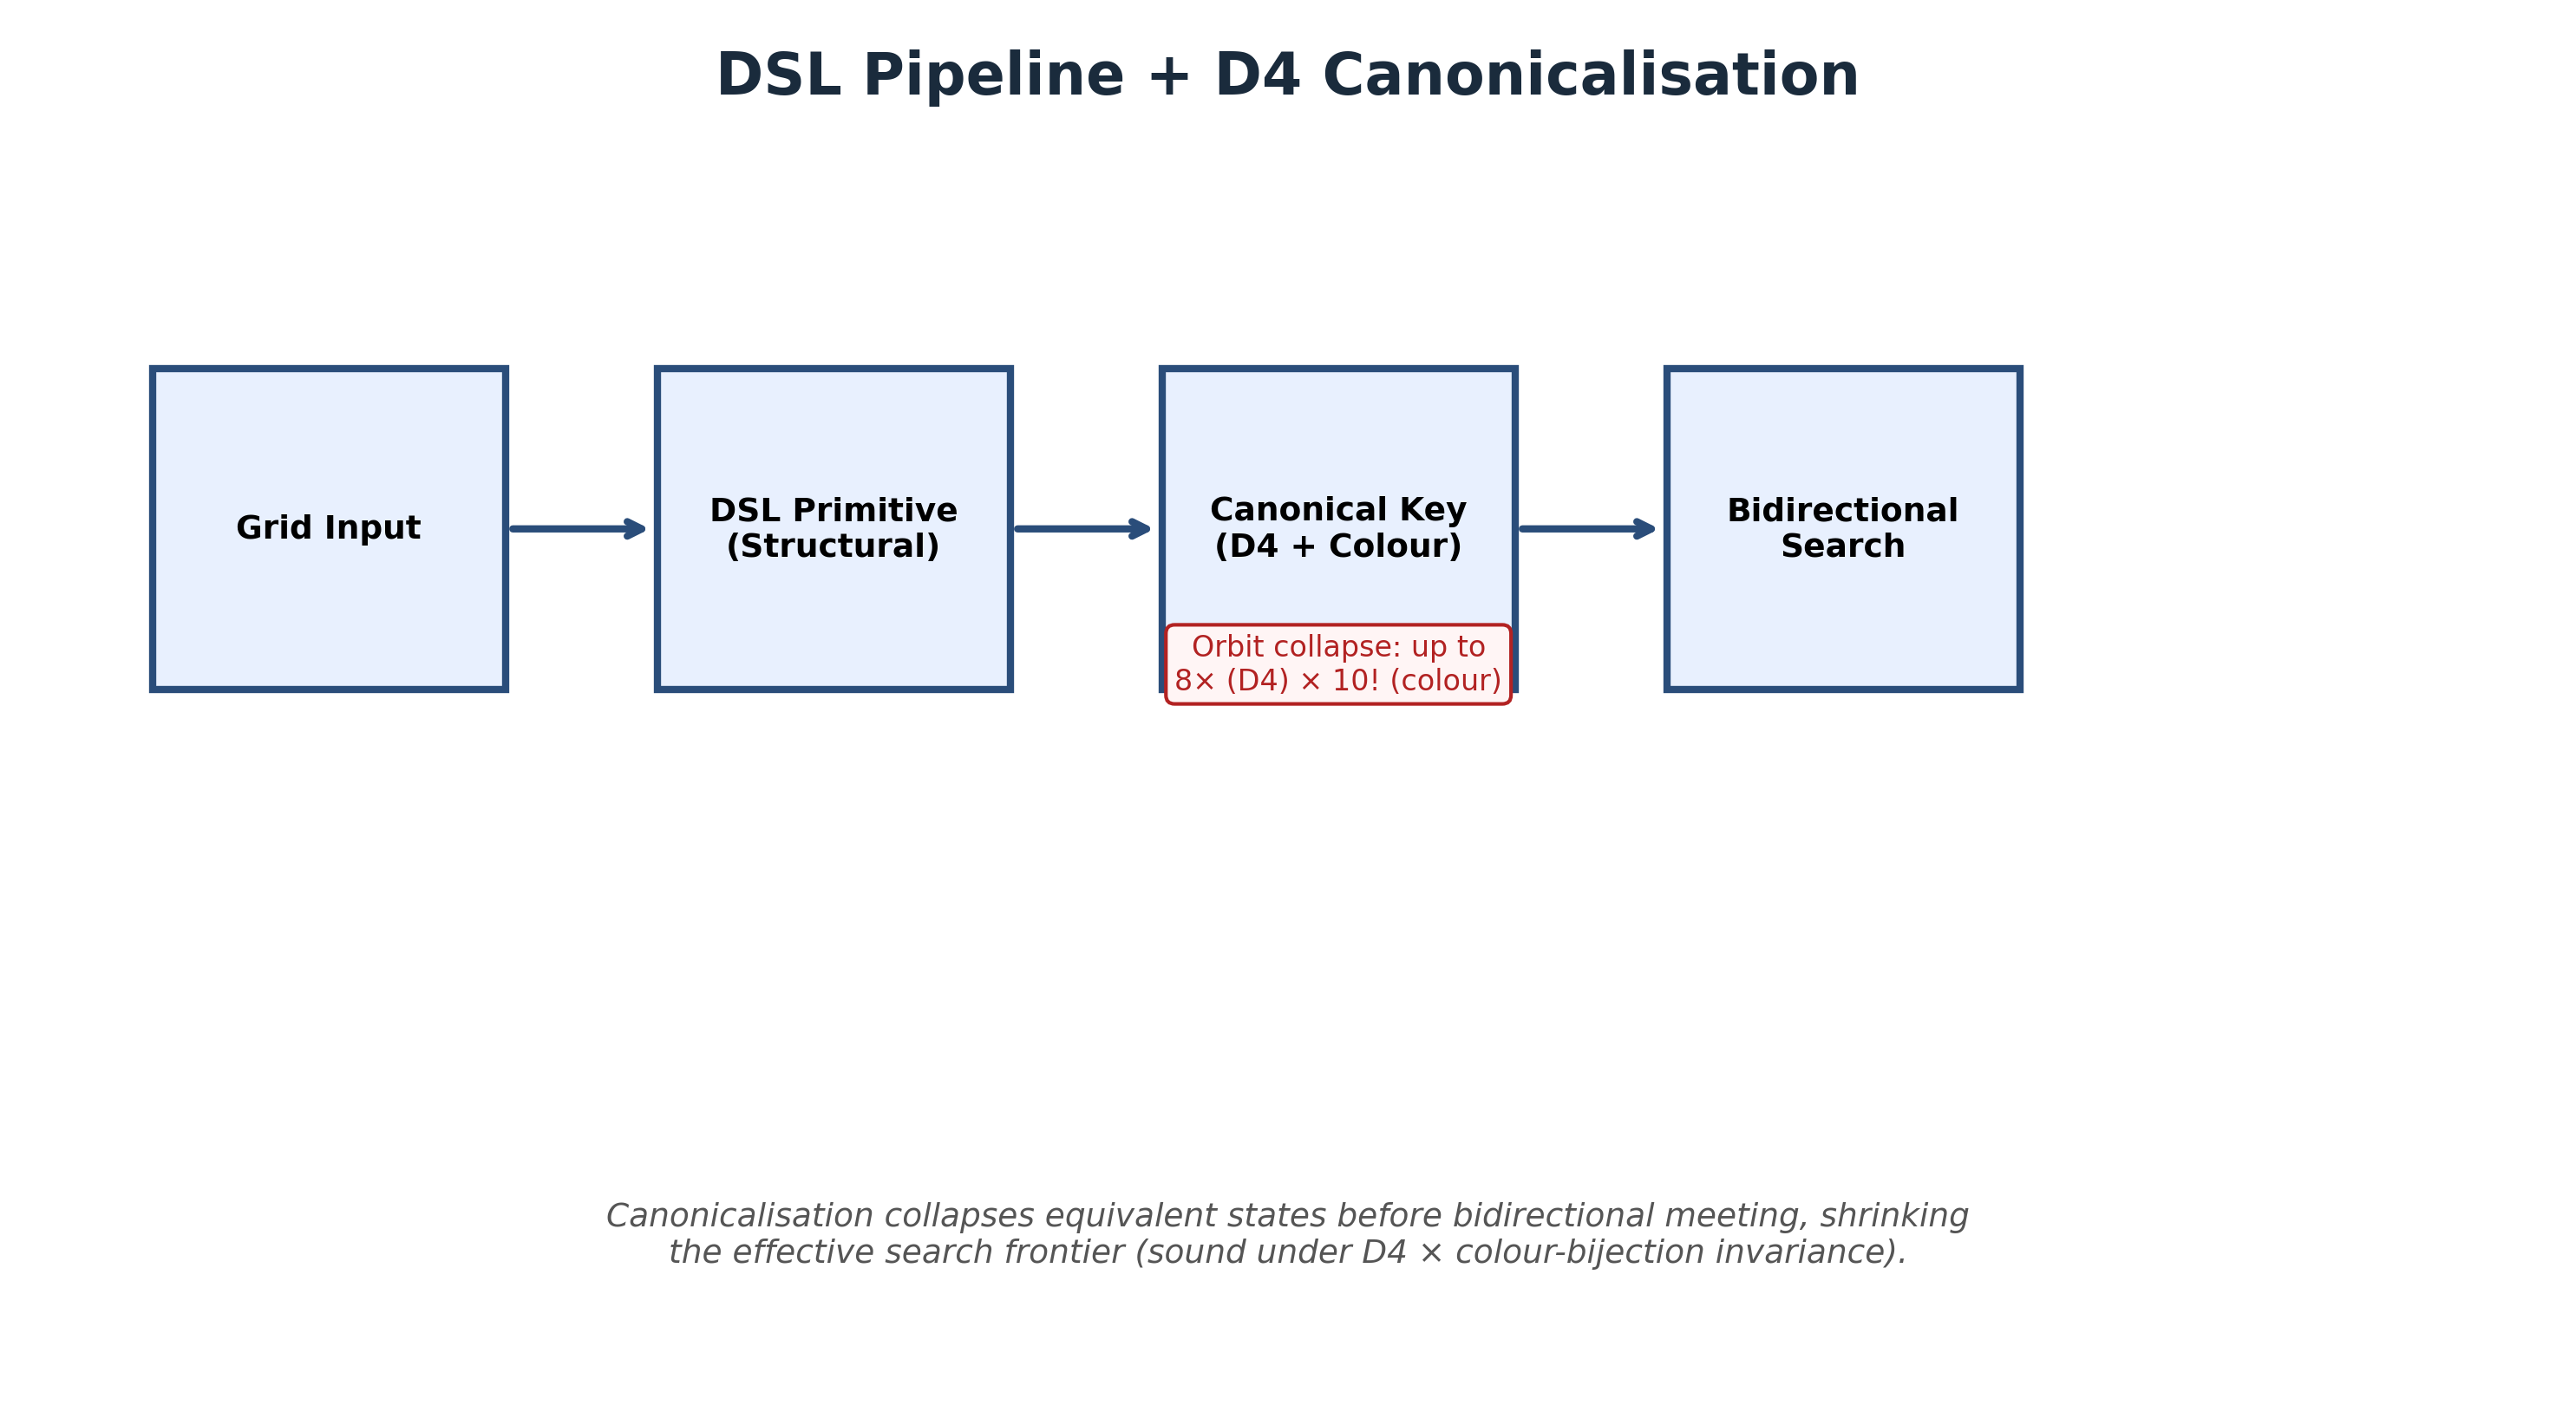 DSL Pipeline + D4 Canonicalisation
Grid Input
DSL Primitive
(Structural)
Canonical Key
(D4 + Colour)
Orbit collapse: up to
8× (D4) × 10! (colour)
Bidirectional
Search
Canonicalisation collapses equivalent states before bidirectional meeting, shrinking
the effective search frontier (sound under D4 × colour-bijection invariance).